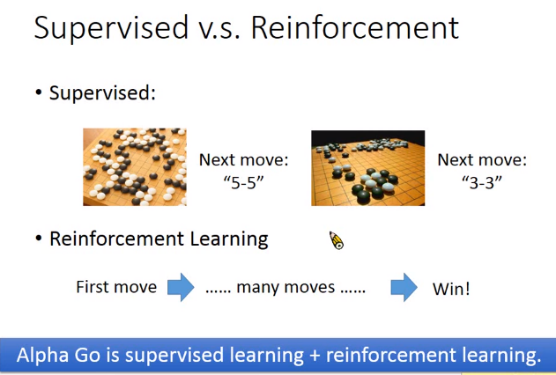 Supervised v.s. Reinforcement
• Supervised:
Next move:
“5-5”
Next move:
“3-3”
• Reinforcement Learning
First move …… many moves …… Win!
Alpha Go is supervised learning + reinforcement learning.